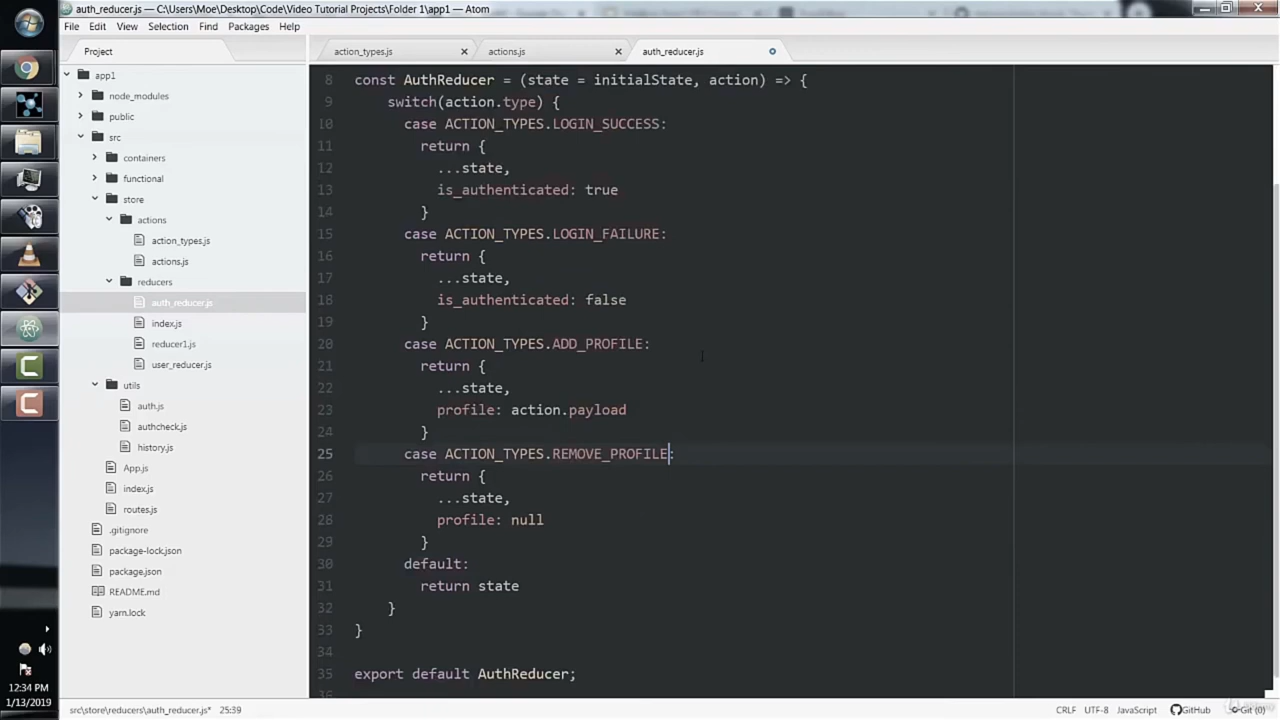 auth_reducer.js — C:\Users\Moe\Desktop\Code\Video Tutorial Projects\Folder 1\app1 — Atom
File Edit View Selection Find Packages Help
Project
app1
node_modules
public
src
containers
functional
store
actions
action_types.js
actions.js
reducers
auth_reducer.js
index.js
reducer1.js
user_reducer.js
utils
auth.js
authcheck.js
history.js
App.js
index.js
routes.js
.gitignore
package-lock.json
package.json
README.md
yarn.lock
action_types.js actions.js auth_reducer.js
8 const AuthReducer = (state = initialState, action) => {
9 switch(action.type) {
10 case ACTION_TYPES.LOGIN_SUCCESS:
11 return {
12 ...state,
13 is_authenticated: true
14 }
15 case ACTION_TYPES.LOGIN_FAILURE:
16 return {
17 ...state,
18 is_authenticated: false
19 }
20 case ACTION_TYPES.ADD_PROFILE:
21 return {
22 ...state,
23 profile: action.payload
24 }
25 case ACTION_TYPES.REMOVE_PROFILE:
26 return {
27 ...state,
28 profile: null
29 }
30 default:
31 return state
32 }
33 }
34
35 export default AuthReducer;
36
12:34 PM
1/13/2019
src\store\reducers\auth_reducer.js* 25:39
CRLF UTF-8 JavaScript GitHub Git (0)